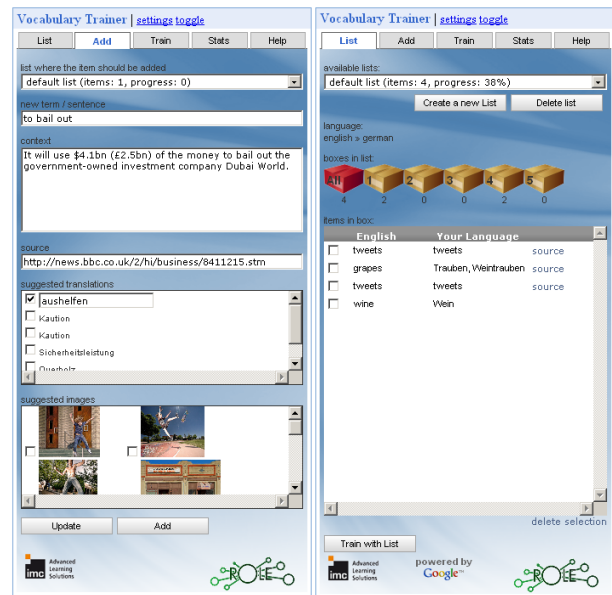 Vocabulary Trainer | settings toggle
List Add Train Stats Help
list where the item should be added
default list (items: 1, progress: 0)
new term / sentence
to bail out
context
It will use $4.1bn (£2.5bn) of the money to bail out the
government-owned investment company Dubai World.
source
http://news.bbc.co.uk/2/hi/business/8411215.stm
suggested translations
aushelfen
Kaution
Kaution
Sicherheitsleistung
Querholz
suggested images
Update Add
imc Advanced
Learning
Solutions
ROLE
Vocabulary Trainer | settings toggle
List Add Train Stats Help
available lists:
default list (items: 4, progress: 38%)
Create a new List Delete list
language:
english » german
boxes in list:
All 1 2 3 4 5
4 2 0 0 2 0
items in box:
English Your Language
tweets tweets source
grapes Trauben, Weintrauben source
tweets tweets source
wine Wein
delete selection
Train with List
imc Advanced
Learning
Solutions
powered by
Google™
ROLE